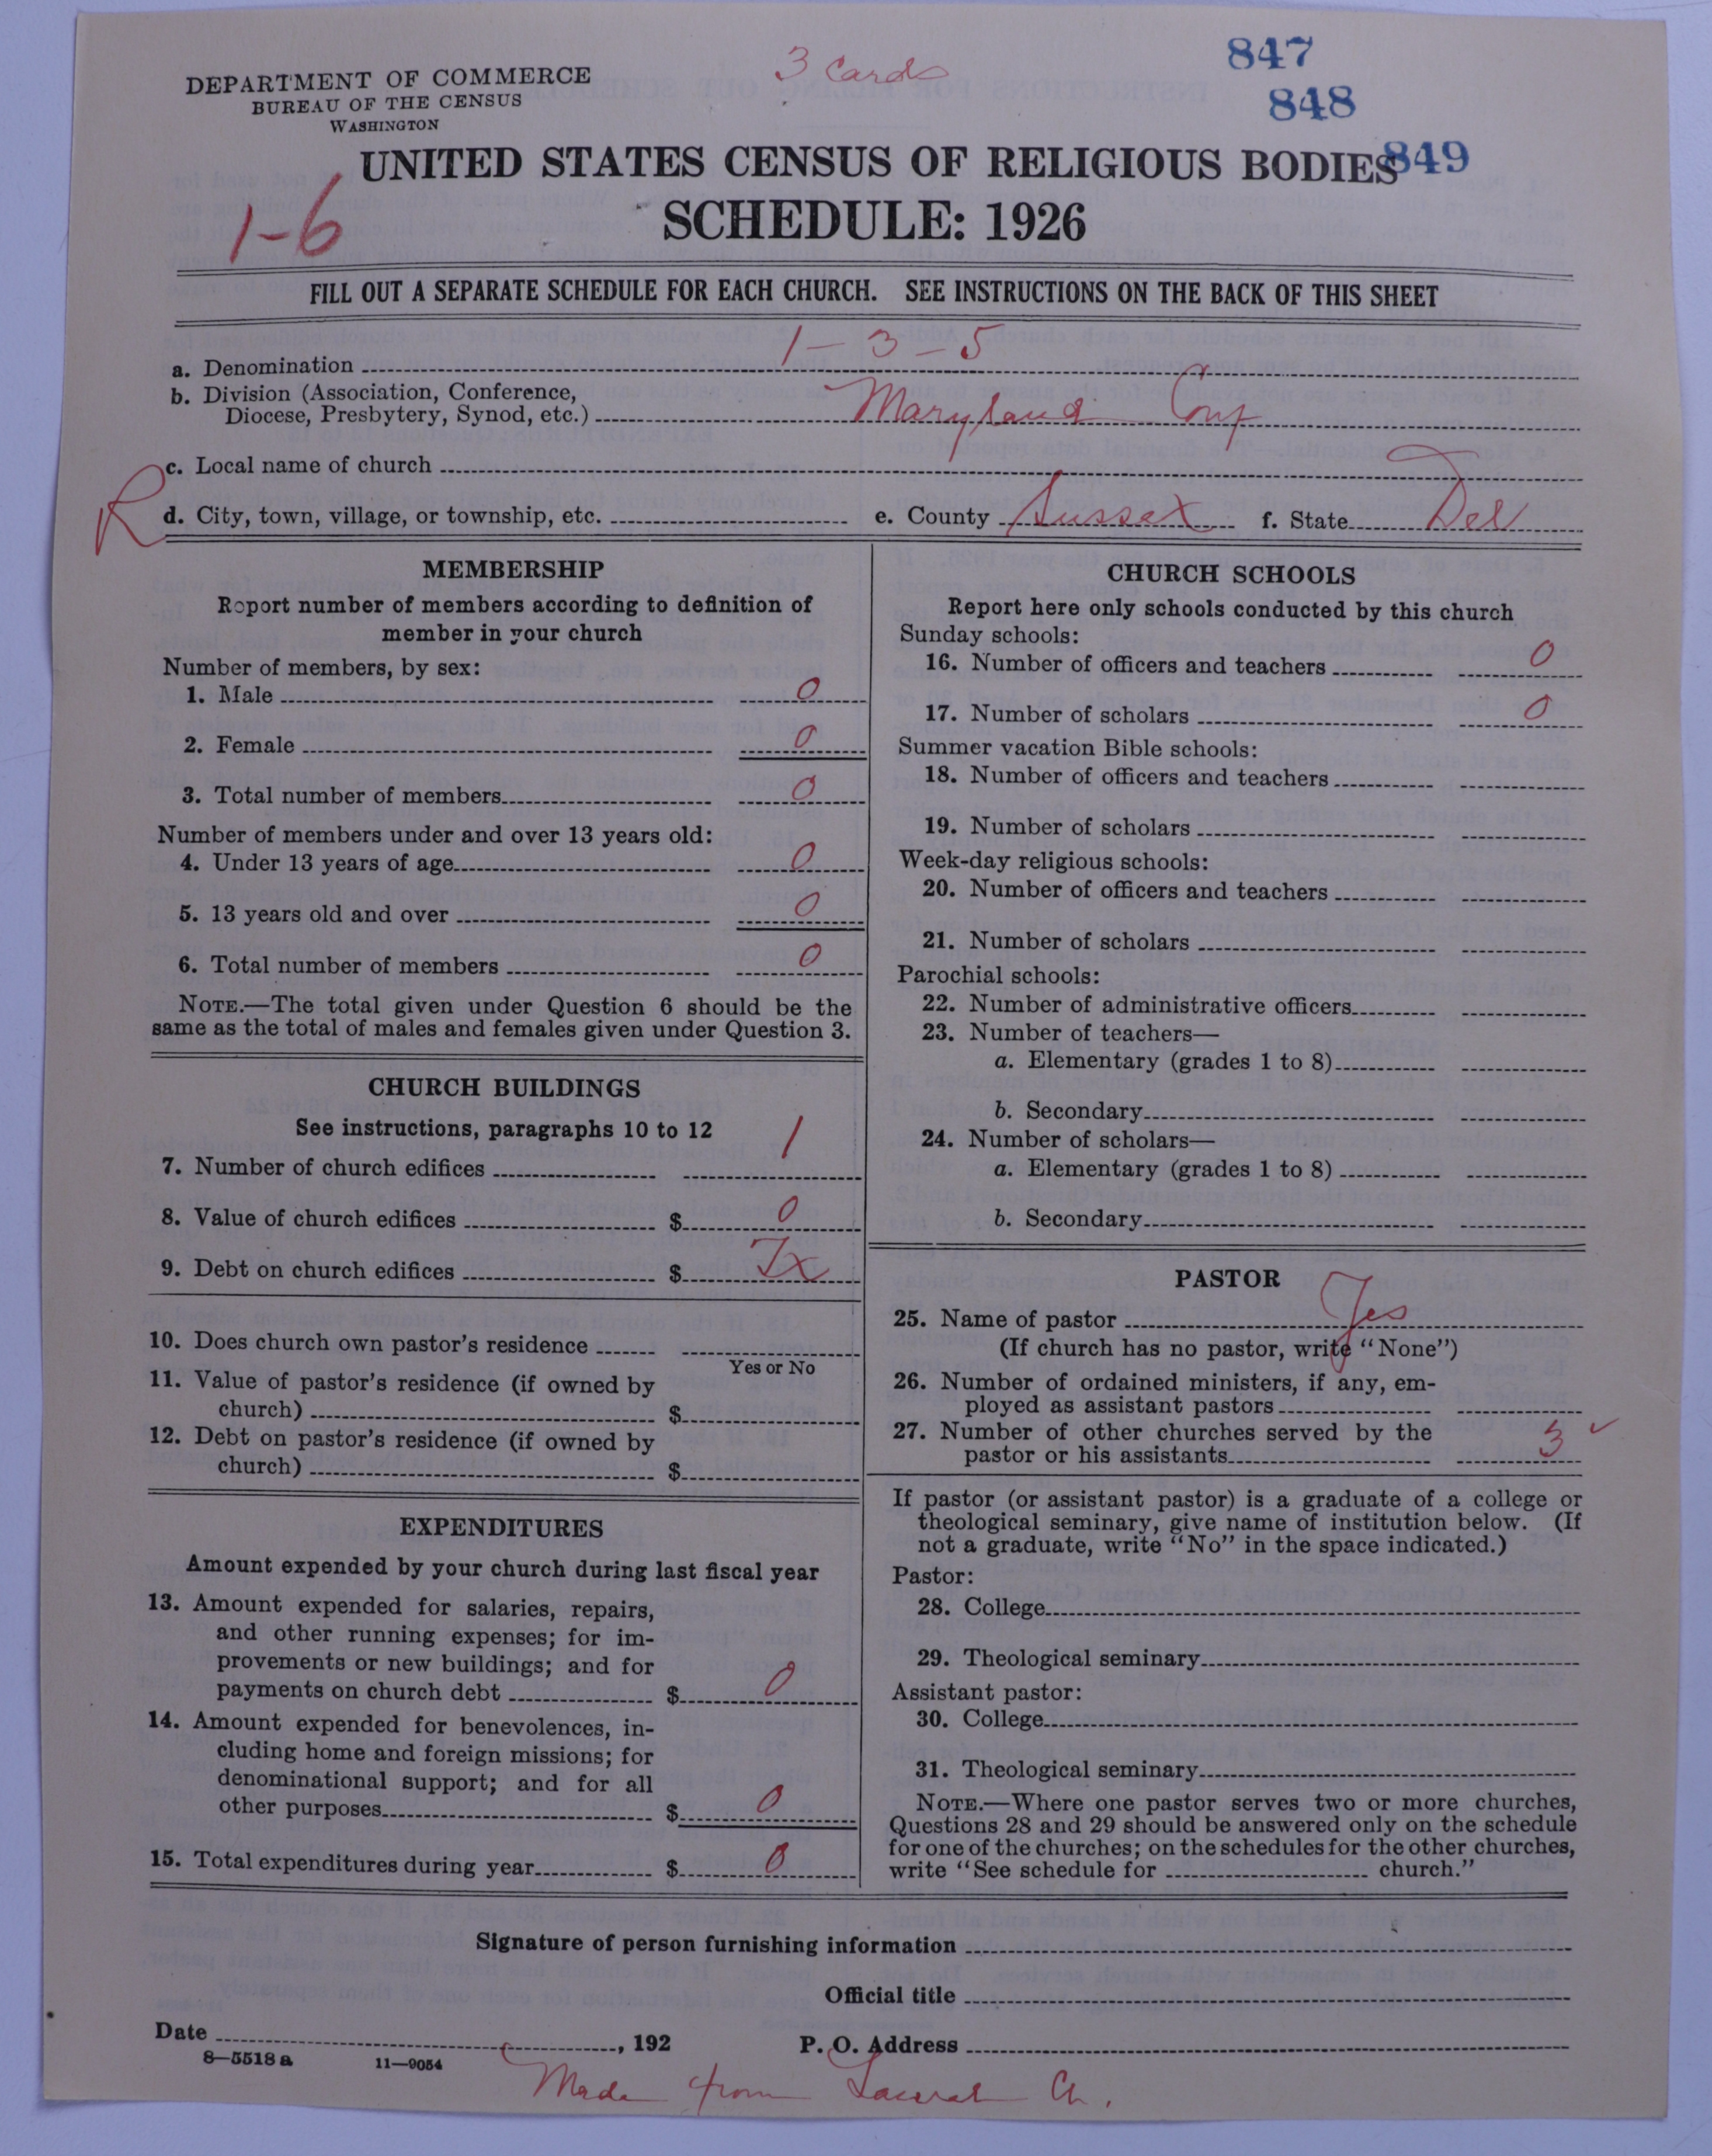 3 Cards
847
848
849
DEPARTMENT OF COMMERCE
BUREAU OF THE CENSUS
WASHINGTON
UNITED STATES CENSUS OF RELIGIOUS BODIES
1-6
SCHEDULE: 1926
FILL OUT A SEPARATE SCHEDULE FOR EACH CHURCH. SEE INSTRUCTIONS ON THE BACK OF THIS SHEET
a. Denomination 1-3-5
b. Division (Association, Conference,
Diocese, Presbytery, Synod, etc.) Maryland Conf
c. Local name of church
R
d. City, town, village, or township, etc. e. County Sussex f. State Del
MEMBERSHIP
Report number of members according to definition of
member in your church
Number of members, by sex:
1. Male 0
2. Female 0
3. Total number of members 0
Number of members under and over 13 years old:
4. Under 13 years of age 0
5. 13 years old and over 0
6. Total number of members 0
NOTE.—The total given under Question 6 should be the
same as the total of males and females given under Question 3.
CHURCH BUILDINGS
See instructions, paragraphs 10 to 12
7. Number of church edifices 1
8. Value of church edifices $ 0
9. Debt on church edifices $ Tx
10. Does church own pastor's residence
Yes or No
11. Value of pastor's residence (if owned by
church) $
12. Debt on pastor's residence (if owned by
church) $
EXPENDITURES
Amount expended by your church during last fiscal year
13. Amount expended for salaries, repairs,
and other running expenses; for im-
provements or new buildings; and for
payments on church debt $ 0
14. Amount expended for benevolences, in-
cluding home and foreign missions; for
denominational support; and for all
other purposes $ 0
15. Total expenditures during year $ 0
CHURCH SCHOOLS
Report here only schools conducted by this church
Sunday schools:
16. Number of officers and teachers 0
17. Number of scholars 0
Summer vacation Bible schools:
18. Number of officers and teachers
19. Number of scholars
Week-day religious schools:
20. Number of officers and teachers
21. Number of scholars
Parochial schools:
22. Number of administrative officers
23. Number of teachers—
a. Elementary (grades 1 to 8)
b. Secondary
24. Number of scholars—
a. Elementary (grades 1 to 8)
b. Secondary
PASTOR
25. Name of pastor Yes
(If church has no pastor, write "None")
26. Number of ordained ministers, if any, em-
ployed as assistant pastors
27. Number of other churches served by the
pastor or his assistants 3 ✓
If pastor (or assistant pastor) is a graduate of a college or
theological seminary, give name of institution below. (If
not a graduate, write "No" in the space indicated.)
Pastor:
28. College
29. Theological seminary
Assistant pastor:
30. College
31. Theological seminary
NOTE.—Where one pastor serves two or more churches,
Questions 28 and 29 should be answered only on the schedule
for one of the churches; on the schedules for the other churches,
write "See schedule for church."
Signature of person furnishing information
Official title
Date , 192 P. O. Address
8—5518 a 11—9054
Made from Laurel Ch.